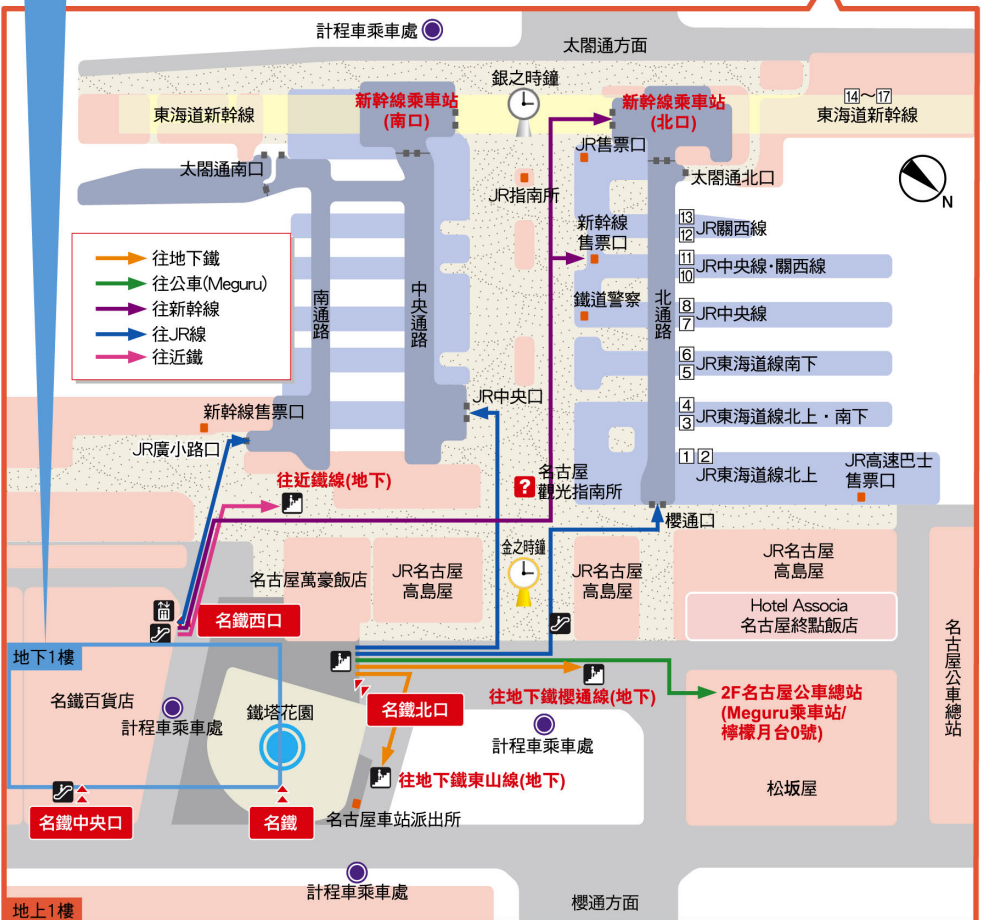 計程車乘車處
太閤通方面
銀之時鐘
新幹線乘車站
(南口)
新幹線乘車站
(北口)
東海道新幹線
14～17
東海道新幹線
JR售票口
太閤通南口
太閤通北口
JR指南所
N
新幹線
售票口
13
12
JR關西線
往地下鐵
往公車(Meguru)
往新幹線
往JR線
往近鐵
11
10
JR中央線・關西線
南通路
中央通路
鐵道警察
北通路
8
7
JR中央線
6
5
JR東海道線南下
JR中央口
4
3
JR東海道線北上・南下
新幹線售票口
JR廣小路口
1 2
JR東海道線北上
JR高速巴士
售票口
往近鐵線(地下)
?
名古屋
觀光指南所
櫻通口
金之時鐘
名古屋萬豪飯店
JR名古屋
高島屋
JR名古屋
高島屋
JR名古屋
高島屋
Hotel Associa
名古屋終點飯店
名鐵西口
名古屋公車總站
地下1樓
名鐵百貨店
計程車乘車處
鐵塔花園
名鐵北口
往地下鐵櫻通線(地下)
計程車乘車處
2F名古屋公車總站
(Meguru乘車站/
檸檬月台0號)
往地下鐵東山線(地下)
松坂屋
名鐵中央口
名鐵
名古屋車站派出所
計程車乘車處
櫻通方面
地上1樓